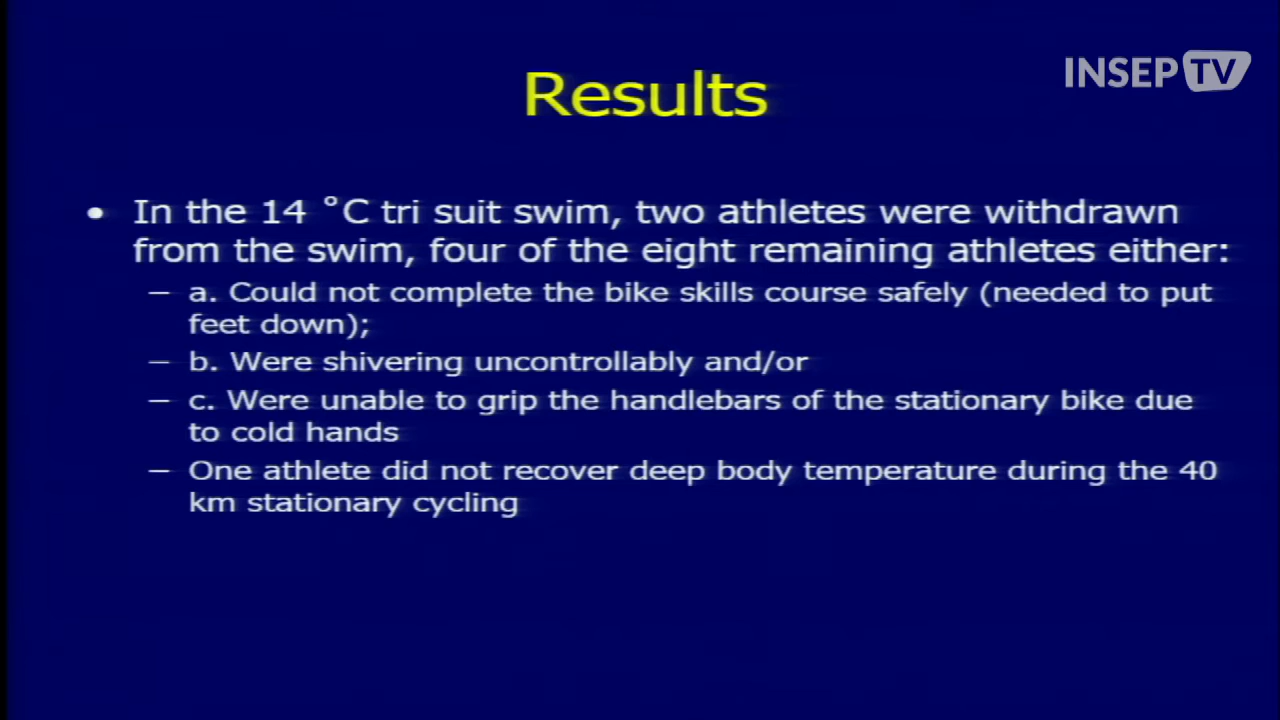 INSEP TV
Results
• In the 14 °C tri suit swim, two athletes were withdrawn
from the swim, four of the eight remaining athletes either:
– a. Could not complete the bike skills course safely (needed to put
feet down);
– b. Were shivering uncontrollably and/or
– c. Were unable to grip the handlebars of the stationary bike due
to cold hands
– One athlete did not recover deep body temperature during the 40
km stationary cycling